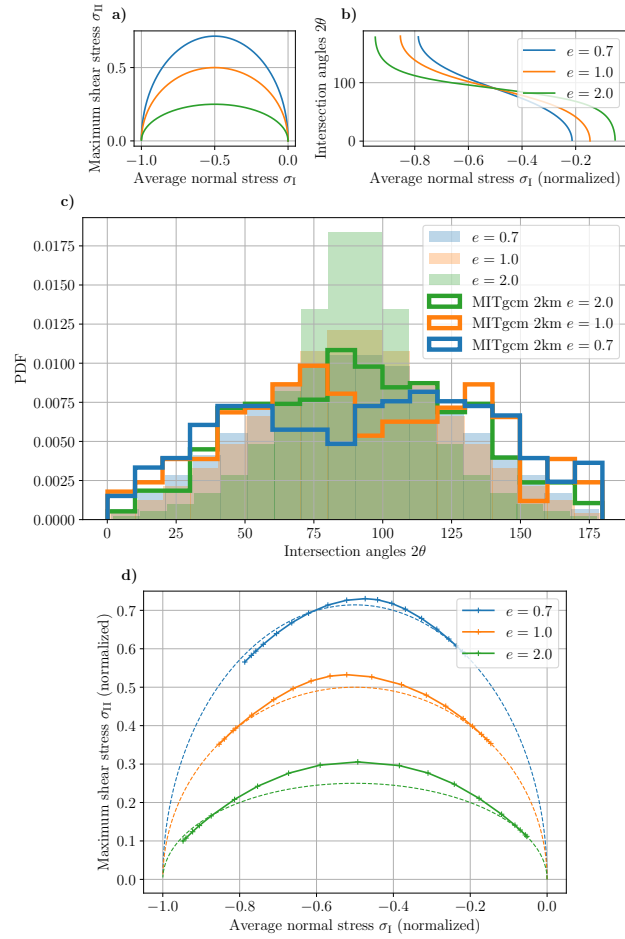 a)
b)
Maximum shear stress σII
0.5
0.0
−1.0 −0.5 0.0
Average normal stress σI
Intersection angles 2θ
100
0
−0.8 −0.6 −0.4 −0.2
Average normal stress σI (normalized)
e = 0.7
e = 1.0
e = 2.0
c)
PDF
0.0175
0.0150
0.0125
0.0100
0.0075
0.0050
0.0025
0.0000
e = 0.7
e = 1.0
e = 2.0
MITgcm 2km e = 2.0
MITgcm 2km e = 1.0
MITgcm 2km e = 0.7
0 25 50 75 100 125 150 175
Intersection angles 2θ
d)
Maximum shear stress σII (normalized)
0.7
0.6
0.5
0.4
0.3
0.2
0.1
0.0
e = 0.7
e = 1.0
e = 2.0
−1.0 −0.8 −0.6 −0.4 −0.2 0.0
Average normal stress σI (normalized)